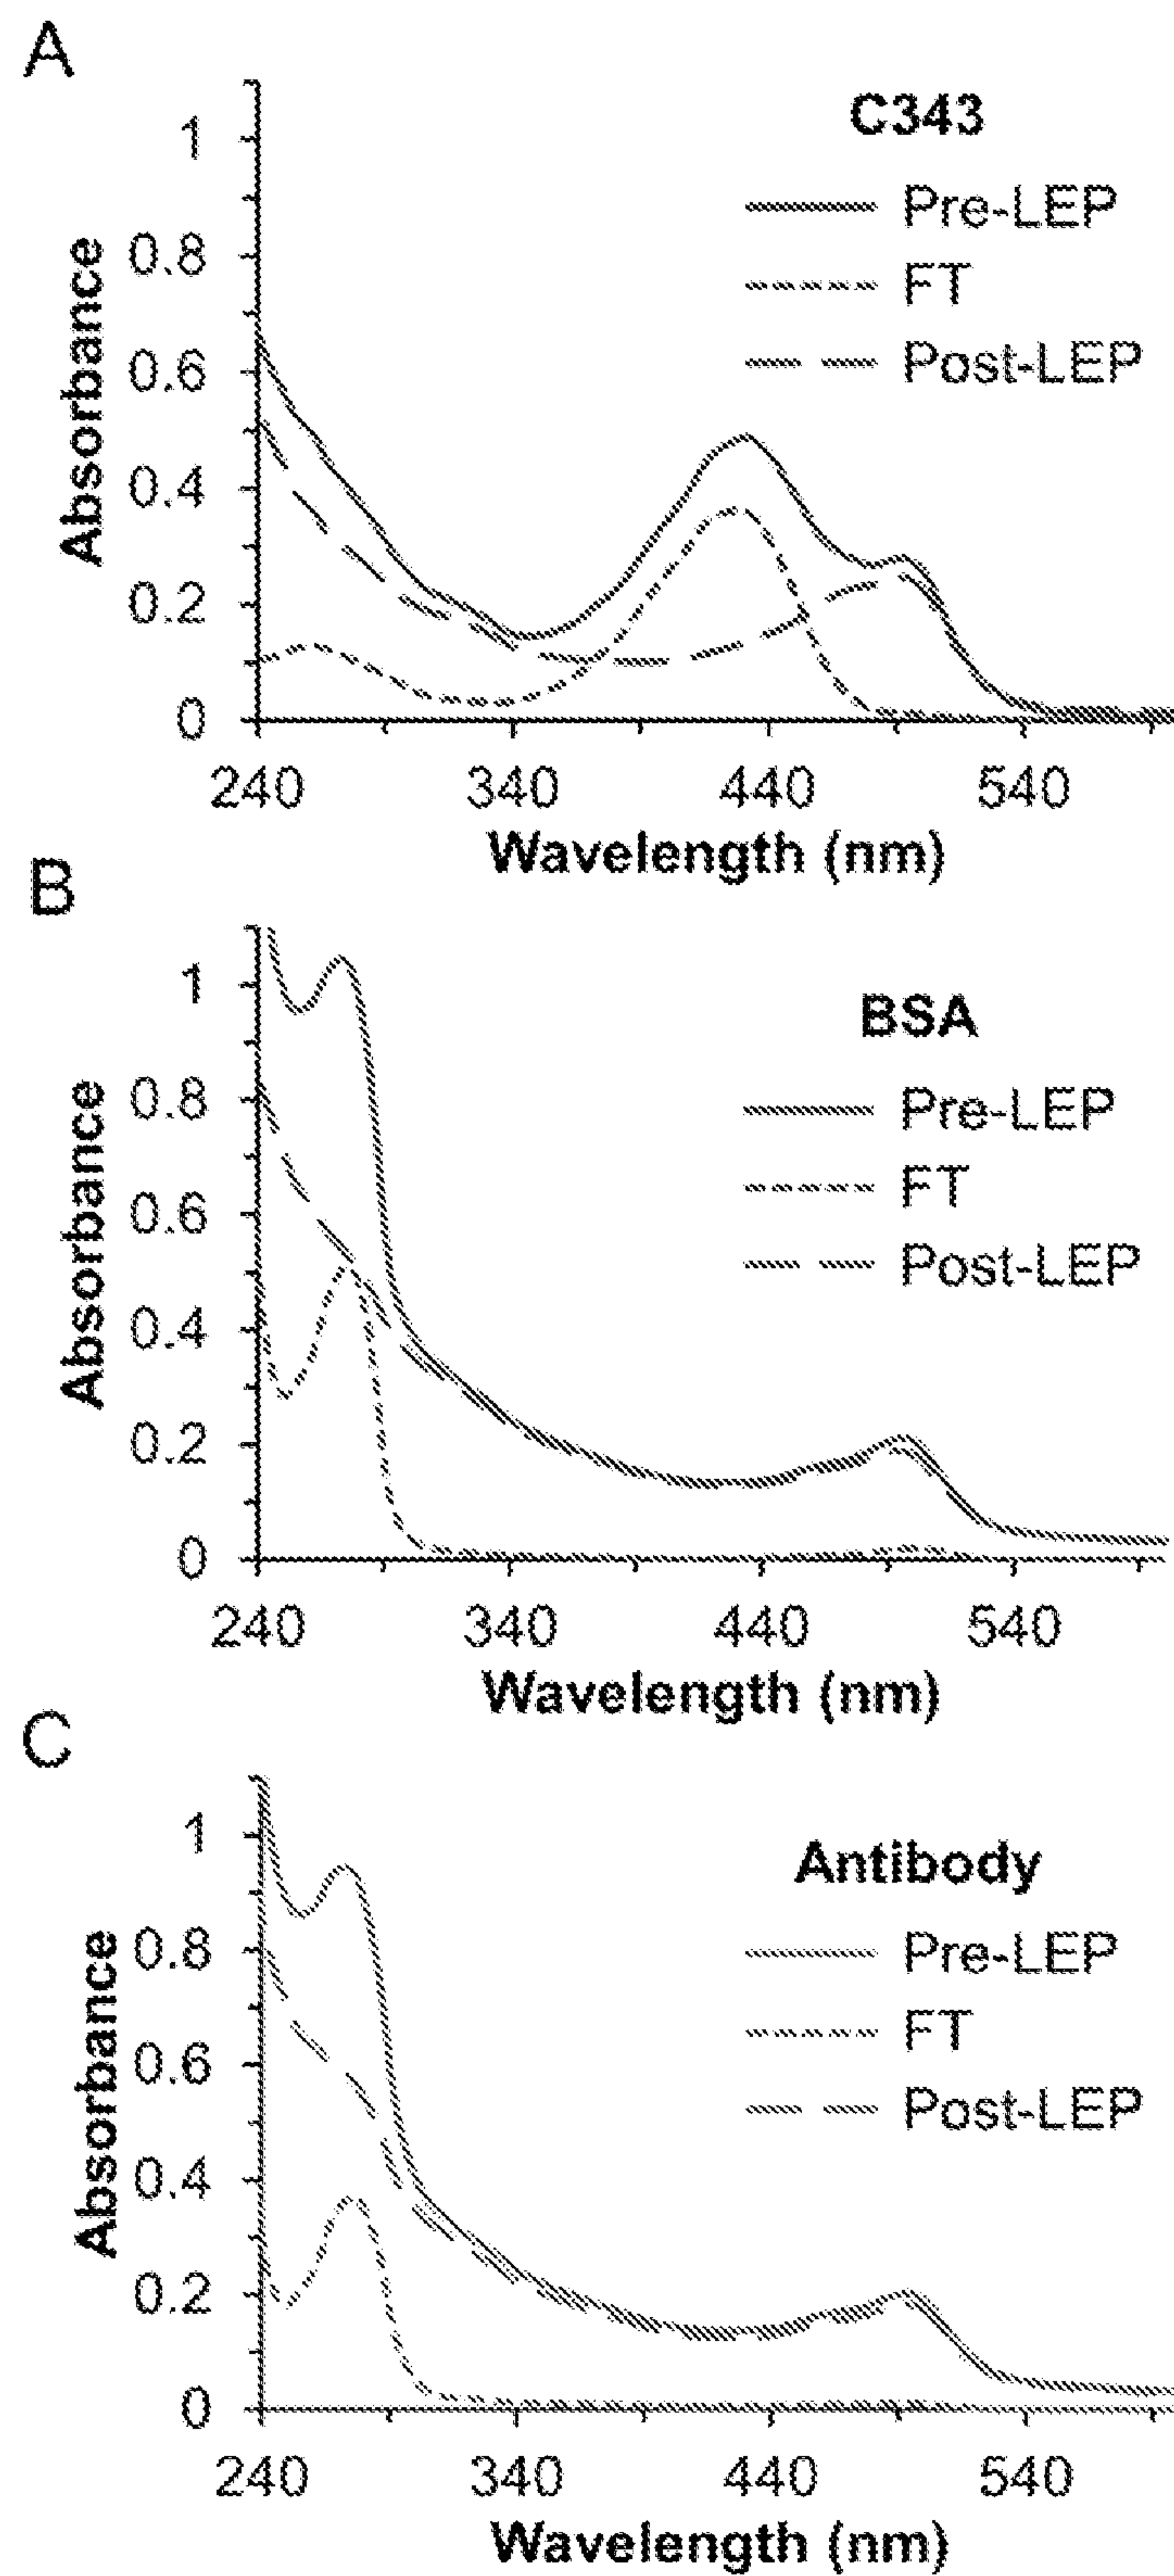 A
C343
Pre-LEP
FT
Post-LEP
1
0.8
0.6
0.4
0.2
0
Absorbance
240 340 440 540
Wavelength (nm)
B
BSA
Pre-LEP
FT
Post-LEP
1
0.8
0.6
0.4
0.2
0
Absorbance
240 340 440 540
Wavelength (nm)
C
Antibody
Pre-LEP
FT
Post-LEP
1
0.8
0.6
0.4
0.2
0
Absorbance
240 340 440 540
Wavelength (nm)